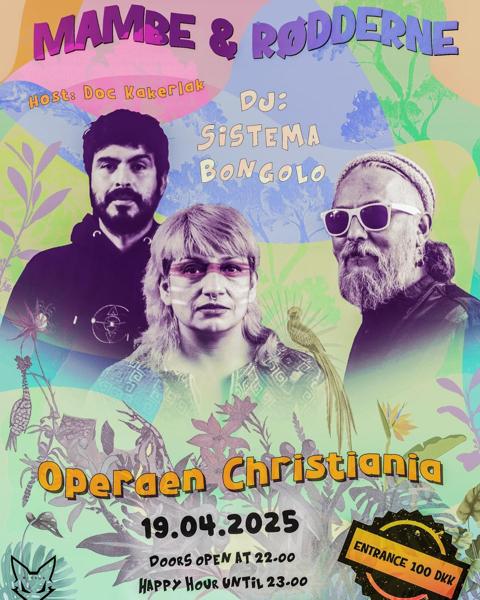 MAMBE & RØDDERNE
Host: Doc Kakerlak
DJ:
SiSTEMA
BONGOLO
Operaen Christiania
19.04.2025
DOORS OPEN AT 22.00
HAPPY HOUR UNTIL 23.00
ENTRANCE 100 DKK